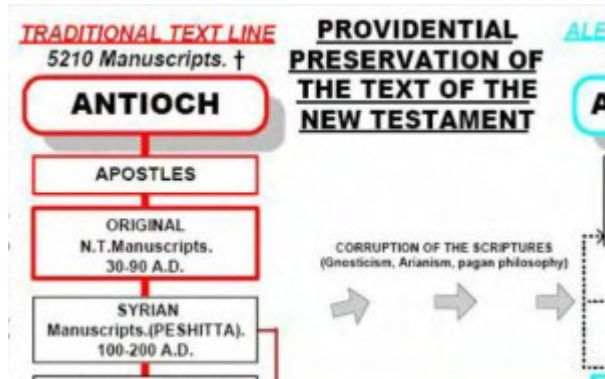 TRADITIONAL TEXT LINE
5210 Manuscripts. †
ANTIOCH
APOSTLES
ORIGINAL
N.T.Manuscripts.
30-90 A.D.
SYRIAN
Manuscripts.(PESHITTA).
100-200 A.D.
PROVIDENTIAL
PRESERVATION OF
THE TEXT OF THE
NEW TESTAMENT
CORRUPTION OF THE SCRIPTURES
(Gnosticism, Arianism, pagan philosophy)
ALE
A